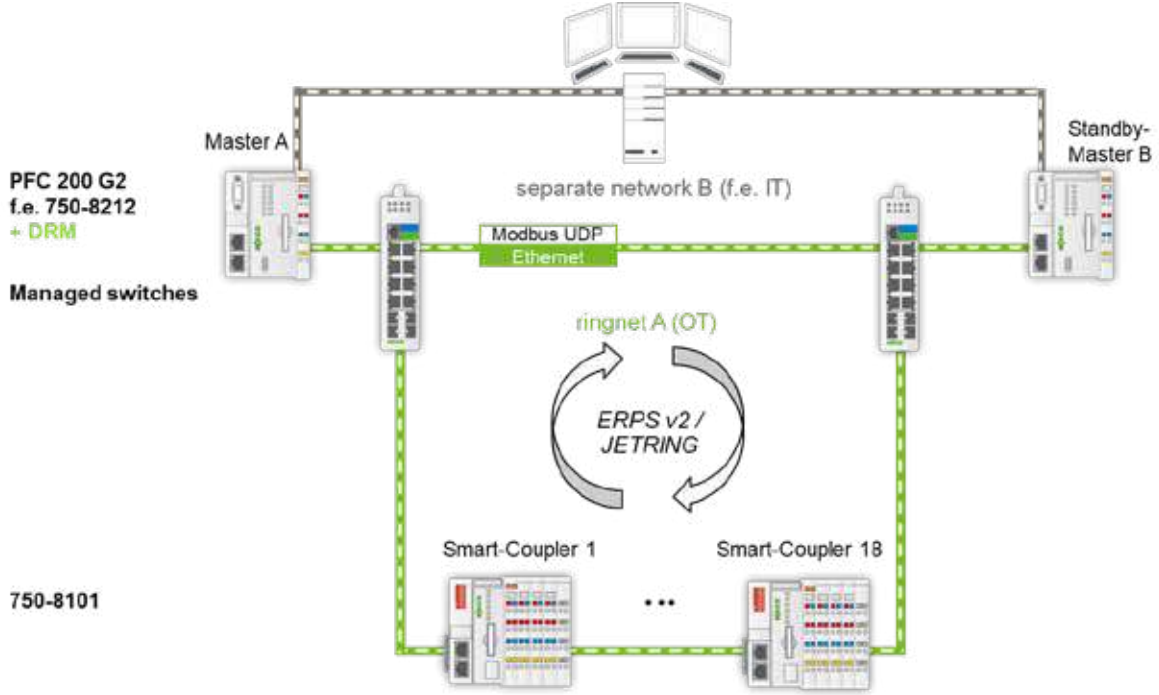 Master A
Standby-
Master B
PFC 200 G2
f.e. 750-8212
+ DRM
separate network B (f.e. IT)
Modbus UDP
Ethernet
Managed switches
ringnet A (OT)
ERPS v2 /
JETRING
Smart-Coupler 1
Smart-Coupler 18
750-8101
...